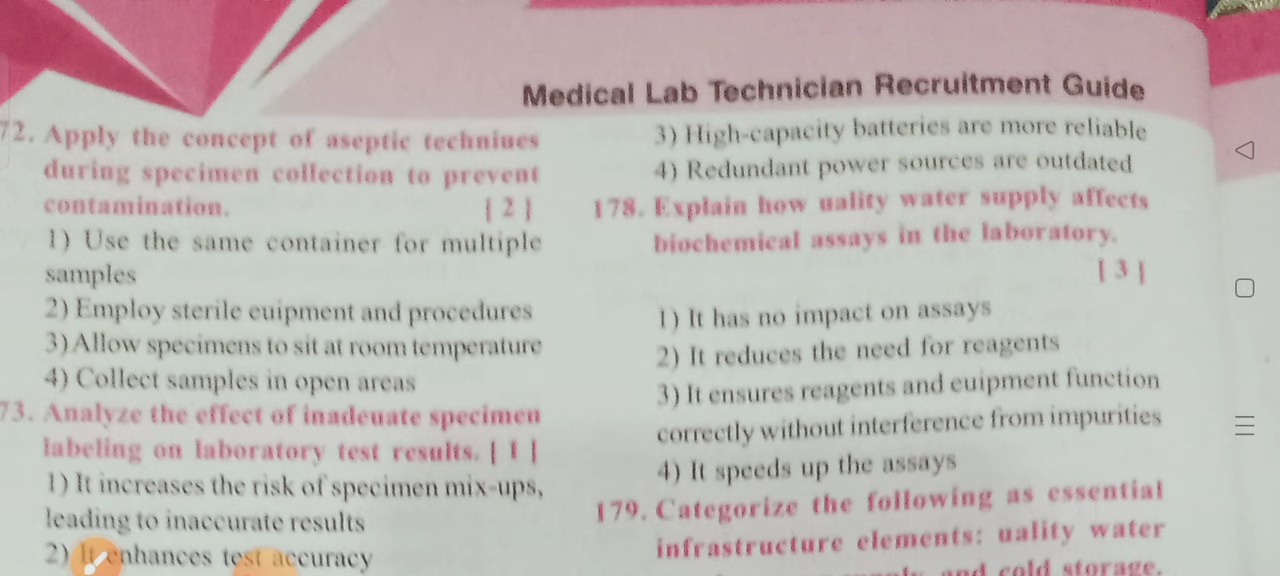 Medical Lab Technician Recruitment Guide
72. Apply the concept of aseptic techniues
during specimen collection to prevent
contamination. [ 2 ]
1) Use the same container for multiple
samples
2) Employ sterile euipment and procedures
3) Allow specimens to sit at room temperature
4) Collect samples in open areas
73. Analyze the effect of inadeuate specimen
labeling on laboratory test results. [ 1 ]
1) It increases the risk of specimen mix-ups,
leading to inaccurate results
2) It enhances test accuracy
3) High-capacity batteries are more reliable
4) Redundant power sources are outdated
178. Explain how uality water supply affects
biochemical assays in the laboratory.
[ 3 ]
1) It has no impact on assays
2) It reduces the need for reagents
3) It ensures reagents and euipment function
correctly without interference from impurities
4) It speeds up the assays
179. Categorize the following as essential
infrastructure elements: uality water
and cold storage.